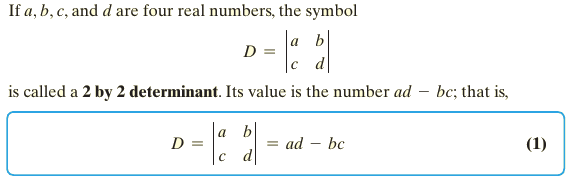 If a, b, c, and d are four real numbers, the symbol
D = |a b|
|c d|
is called a 2 by 2 determinant. Its value is the number ad − bc; that is,
D = |a b| = ad − bc (1)
|c d|